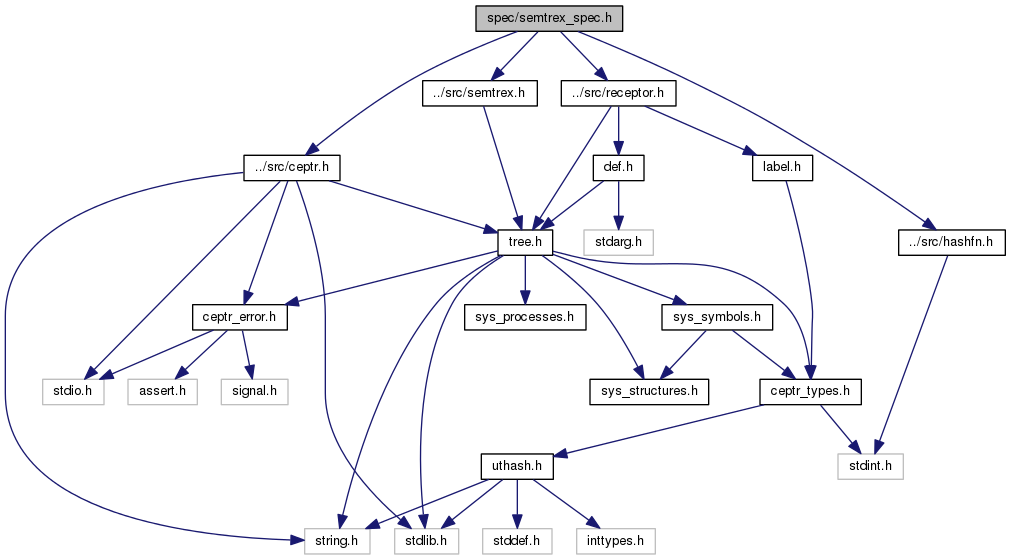 spec/semtrex_spec.h
../src/semtrex.h
../src/receptor.h
../src/ceptr.h
def.h
label.h
tree.h
stdarg.h
../src/hashfn.h
ceptr_error.h
sys_processes.h
sys_symbols.h
stdio.h
assert.h
signal.h
sys_structures.h
ceptr_types.h
uthash.h
stdint.h
string.h
stdlib.h
stddef.h
inttypes.h